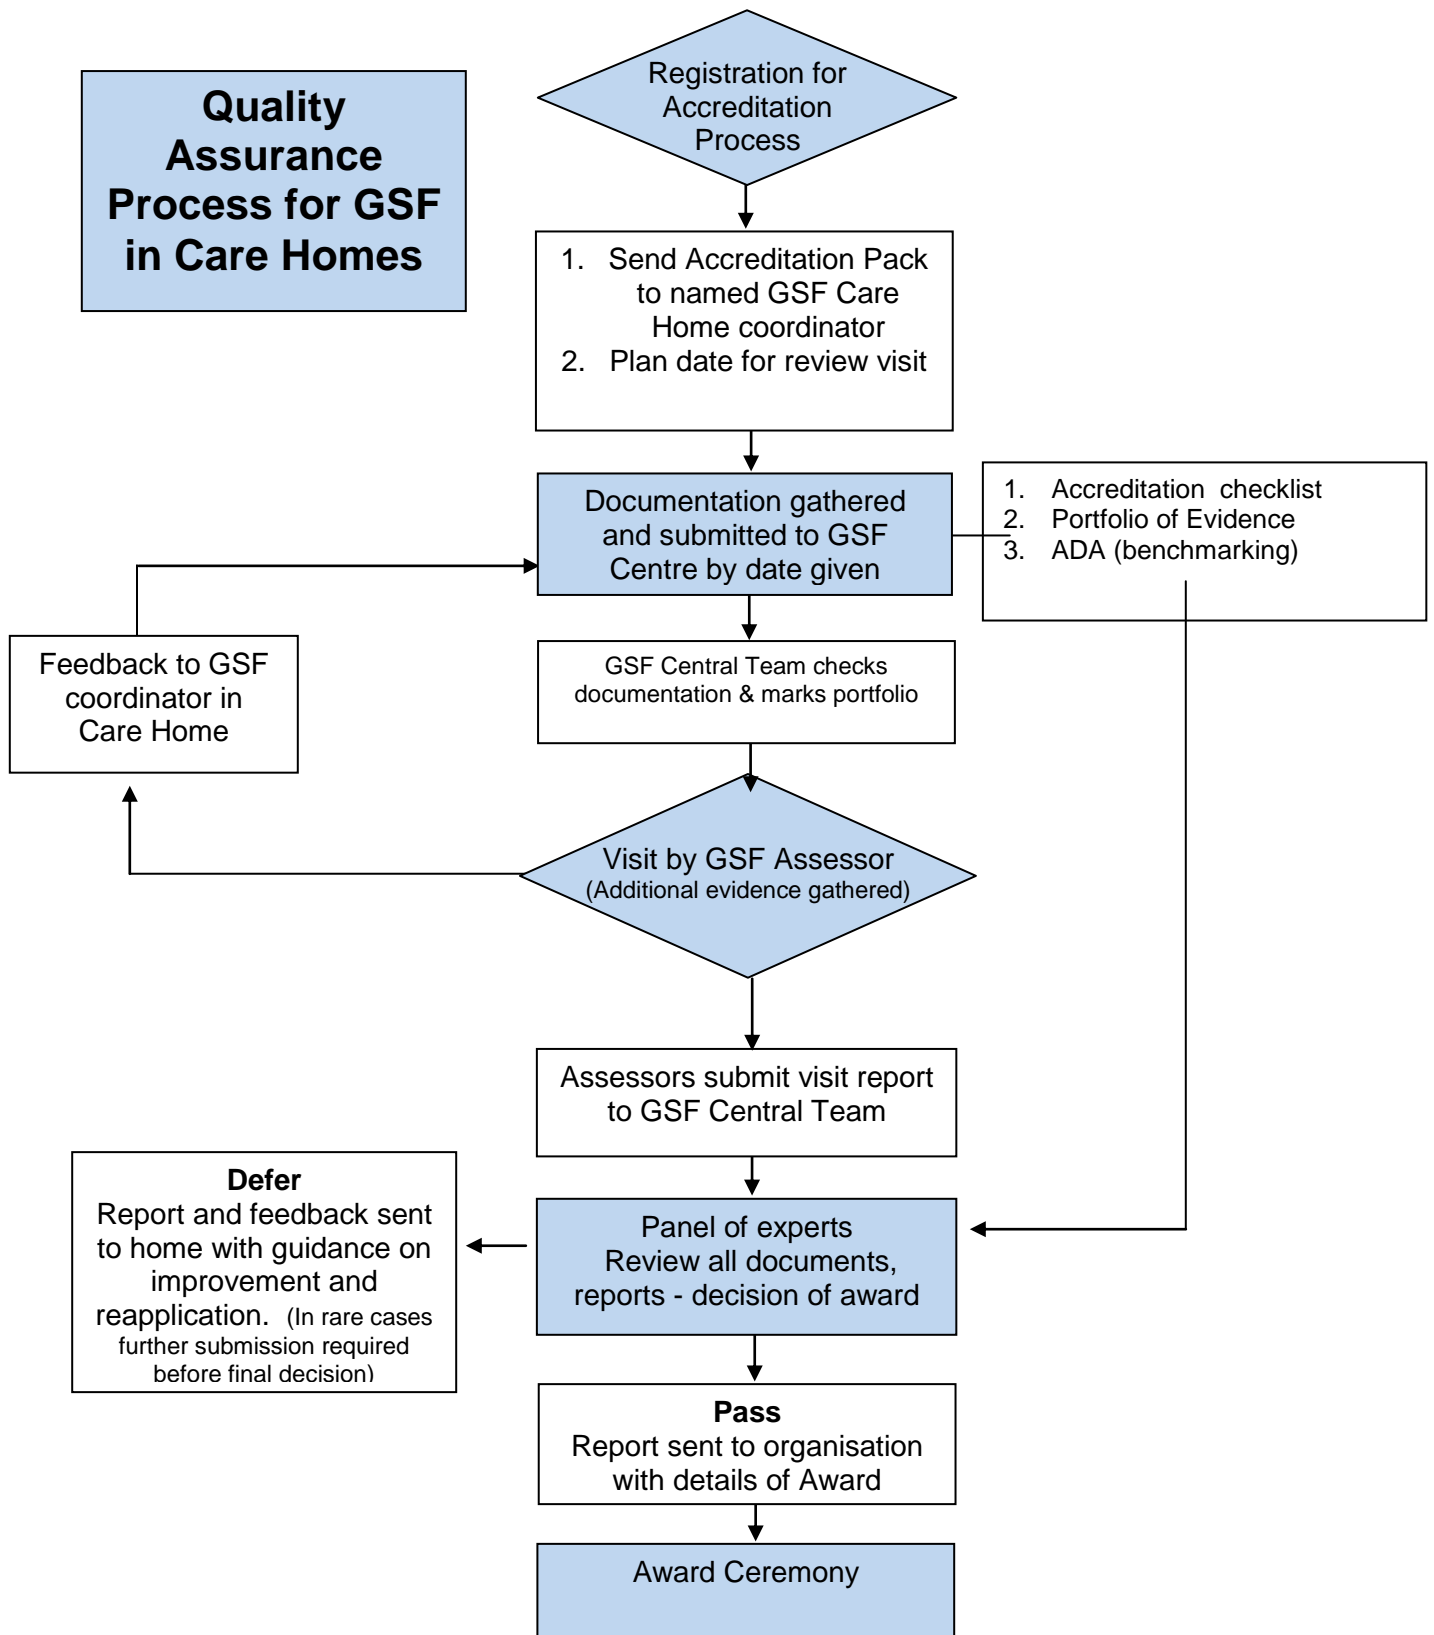 Quality
Assurance
Process for GSF
in Care Homes
Registration for
Accreditation
Process
1. Send Accreditation Pack
to named GSF Care
Home coordinator
2. Plan date for review visit
Documentation gathered
and submitted to GSF
Centre by date given
1. Accreditation checklist
2. Portfolio of Evidence
3. ADA (benchmarking)
Feedback to GSF
coordinator in
Care Home
GSF Central Team checks
documentation & marks portfolio
Visit by GSF Assessor
(Additional evidence gathered)
Assessors submit visit report
to GSF Central Team
Defer
Report and feedback sent
to home with guidance on
improvement and
reapplication. (In rare cases
further submission required
before final decision)
Panel of experts
Review all documents,
reports - decision of award
Pass
Report sent to organisation
with details of Award
Award Ceremony